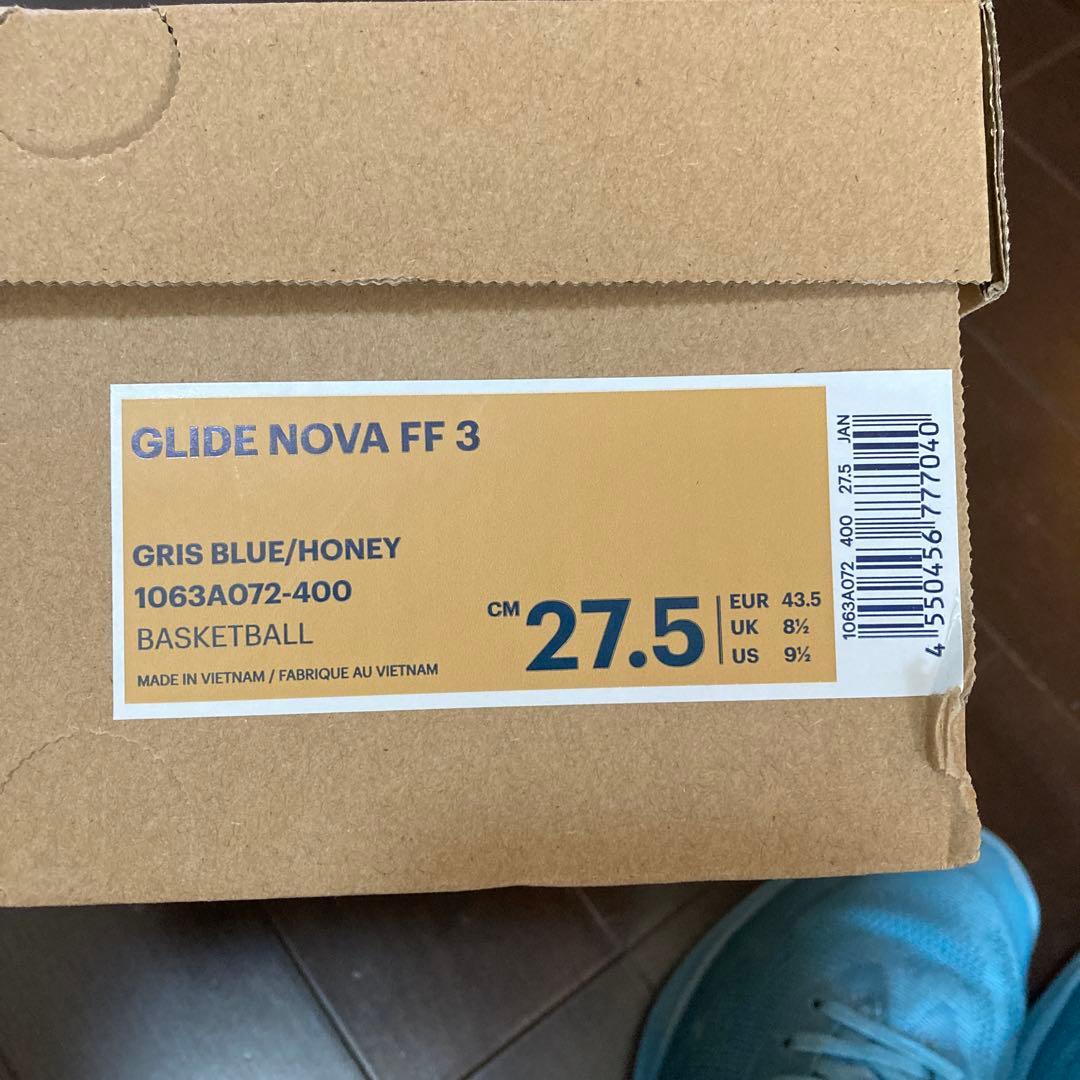 GLIDE NOVA FF 3
GRIS BLUE/HONEY
1063A072-400
BASKETBALL
MADE IN VIETNAM / FABRIQUE AU VIETNAM
CM 27.5
EUR 43.5
UK 8½
US 9½
1063A072 400 27.5 JAN
4 550456 777040